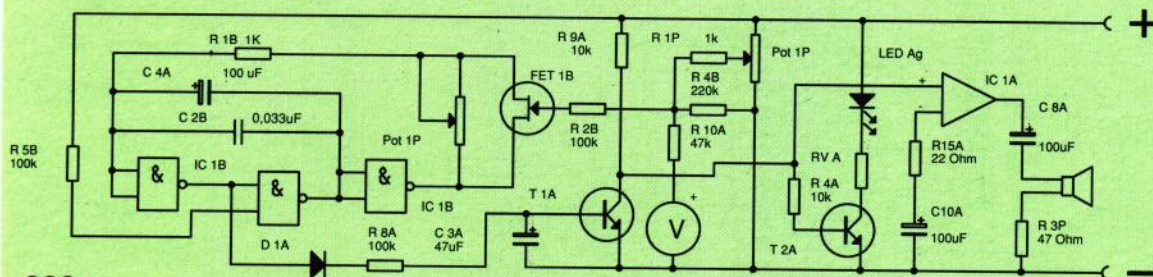 R 1B 1K
C 4A
100 uF
C 2B
0,033uF
R 5B
100k
&
IC 1B
&
&
IC 1B
Pot 1P
FET 1B
D 1A
R 8A
100k
C 3A
47uF
T 1A
R 2B
100k
R 9A
10k
R 1P
1k
R 4B
220k
R 10A
47k
+
V
Pot 1P
LED Ag
RV A
R 4A
10k
T 2A
+
-
IC 1A
R15A
22 Ohm
C10A
+
100uF
C 8A
+
100uF
R 3P
47 Ohm
+
−